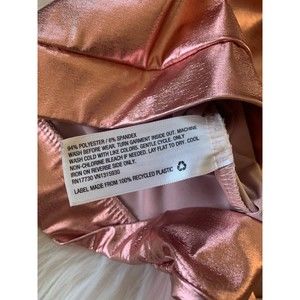 94% POLYESTER / 6% SPANDEX
WASH BEFORE WEAR. TURN GARMENT INSIDE OUT. MACHINE
WASH COLD WITH LIKE COLORS. GENTLE CYCLE. ONLY
NON-CHLORINE BLEACH IF NEEDED. LAY FLAT TO DRY. COOL
IRON ON REVERSE SIDE ONLY.
RN17730 VN1315930
LABEL MADE FROM 100% RECYCLED PLASTIC